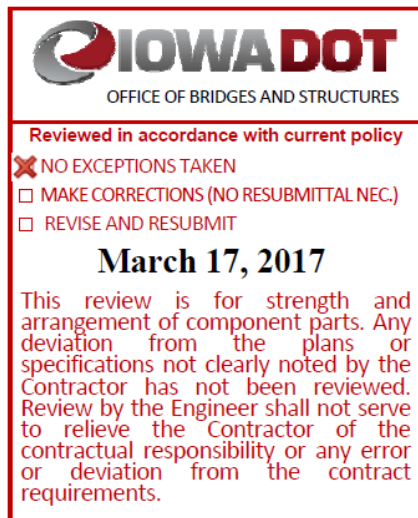 IOWADOT
OFFICE OF BRIDGES AND STRUCTURES
Reviewed in accordance with current policy
NO EXCEPTIONS TAKEN
MAKE CORRECTIONS (NO RESUBMITTAL NEC.)
REVISE AND RESUBMIT
March 17, 2017
This review is for strength and
arrangement of component parts. Any
deviation from the plans or
specifications not clearly noted by the
Contractor has not been reviewed.
Review by the Engineer shall not serve
to relieve the Contractor of the
contractual responsibility or any error
or deviation from the contract
requirements.